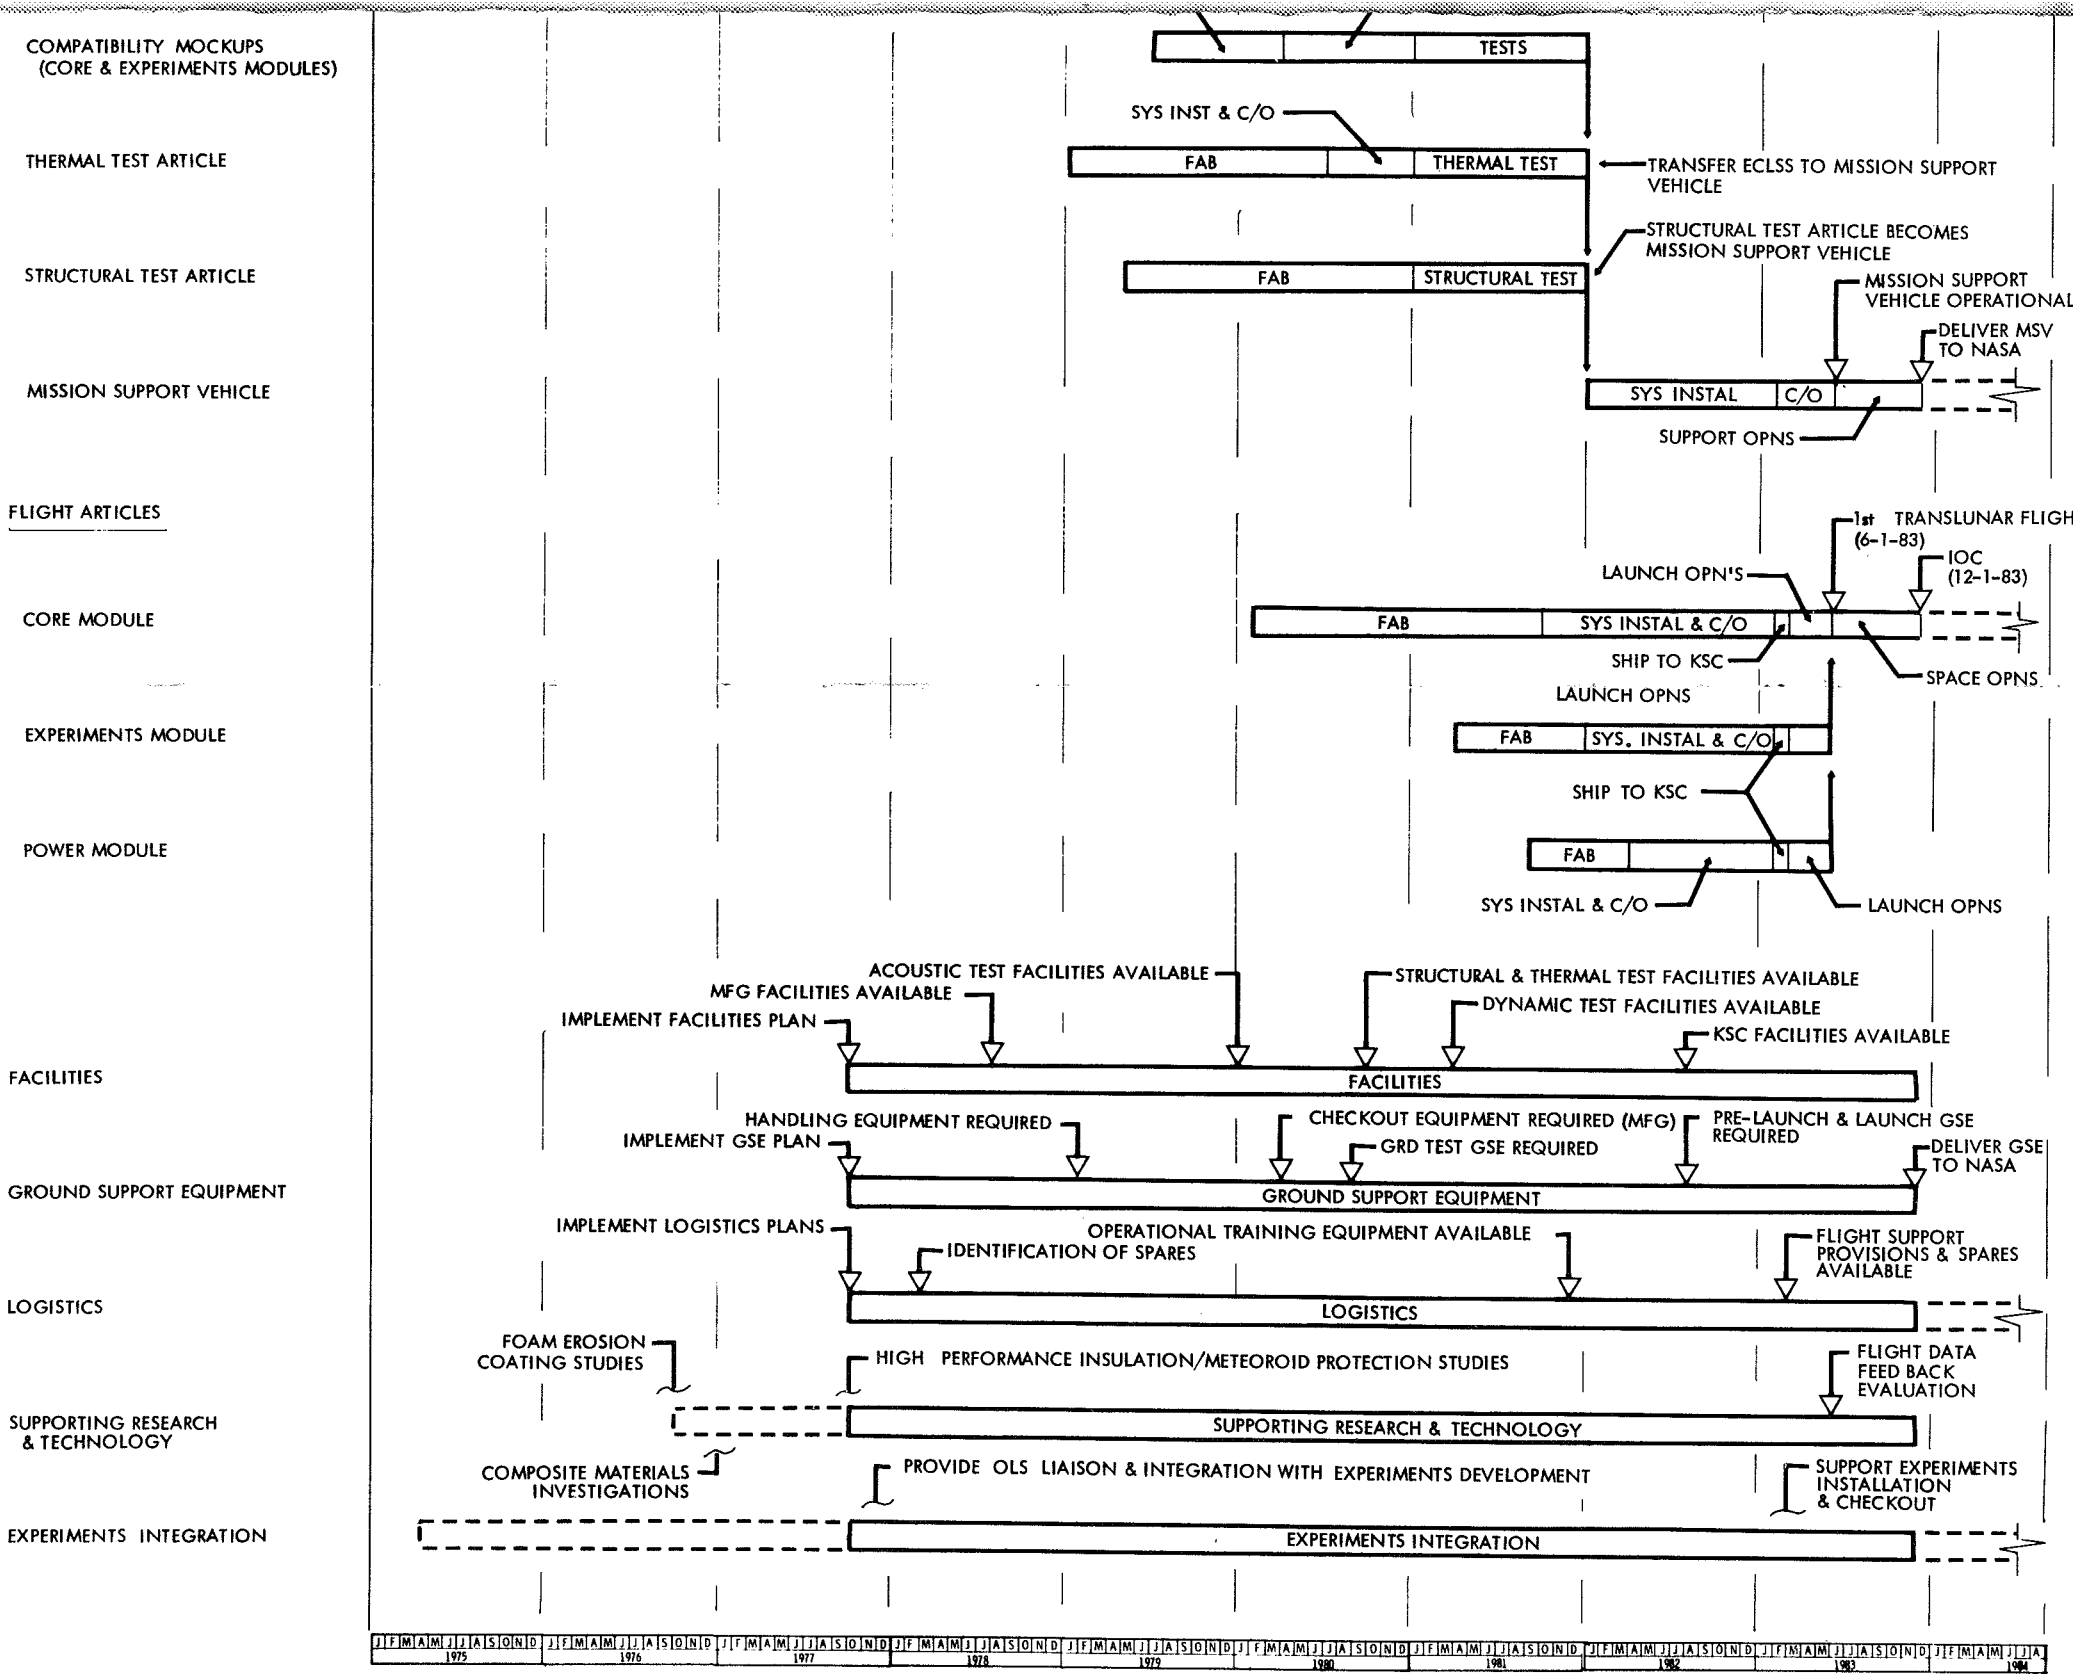 COMPATIBILITY MOCKUPS
(CORE & EXPERIMENTS MODULES)
TESTS
SYS INST & C/O
THERMAL TEST ARTICLE
FAB
THERMAL TEST
TRANSFER ECLSS TO MISSION SUPPORT
VEHICLE
STRUCTURAL TEST ARTICLE BECOMES
MISSION SUPPORT VEHICLE
STRUCTURAL TEST ARTICLE
FAB
STRUCTURAL TEST
MISSION SUPPORT
VEHICLE OPERATIONAL
DELIVER MSV
TO NASA
MISSION SUPPORT VEHICLE
SYS INSTAL
C/O
SUPPORT OPNS
FLIGHT ARTICLES
1st TRANSLUNAR FLIGH
(6-1-83)
IOC
(12-1-83)
LAUNCH OPN'S
CORE MODULE
FAB
SYS INSTAL & C/O
SHIP TO KSC
SPACE OPNS
LAUNCH OPNS
EXPERIMENTS MODULE
FAB
SYS. INSTAL & C/O
SHIP TO KSC
POWER MODULE
FAB
SYS INSTAL & C/O
LAUNCH OPNS
ACOUSTIC TEST FACILITIES AVAILABLE
STRUCTURAL & THERMAL TEST FACILITIES AVAILABLE
MFG FACILITIES AVAILABLE
DYNAMIC TEST FACILITIES AVAILABLE
IMPLEMENT FACILITIES PLAN
KSC FACILITIES AVAILABLE
FACILITIES
FACILITIES
HANDLING EQUIPMENT REQUIRED
CHECKOUT EQUIPMENT REQUIRED (MFG)
PRE-LAUNCH & LAUNCH GSE
REQUIRED
IMPLEMENT GSE PLAN
GRD TEST GSE REQUIRED
DELIVER GSE
TO NASA
GROUND SUPPORT EQUIPMENT
GROUND SUPPORT EQUIPMENT
IMPLEMENT LOGISTICS PLANS
OPERATIONAL TRAINING EQUIPMENT AVAILABLE
IDENTIFICATION OF SPARES
FLIGHT SUPPORT
PROVISIONS & SPARES
AVAILABLE
LOGISTICS
LOGISTICS
FOAM EROSION
COATING STUDIES
HIGH PERFORMANCE INSULATION/METEOROID PROTECTION STUDIES
FLIGHT DATA
FEED BACK
EVALUATION
SUPPORTING RESEARCH
& TECHNOLOGY
SUPPORTING RESEARCH & TECHNOLOGY
COMPOSITE MATERIALS
INVESTIGATIONS
PROVIDE OLS LIAISON & INTEGRATION WITH EXPERIMENTS DEVELOPMENT
SUPPORT EXPERIMENTS
INSTALLATION
& CHECKOUT
EXPERIMENTS INTEGRATION
EXPERIMENTS INTEGRATION
J F M A M J J A S O N D J F M A M J J A S O N D J F M A M J J A S O N D J F M A M J J A S O N D J F M A M J J A S O N D J F M A M J J A S O N D J F M A M J J A S O N D J F M A M J J A S O N D J F M A M J J A S O N D J F M A M J J A
1975 1976 1977 1978 1979 1980 1981 1982 1983 1984